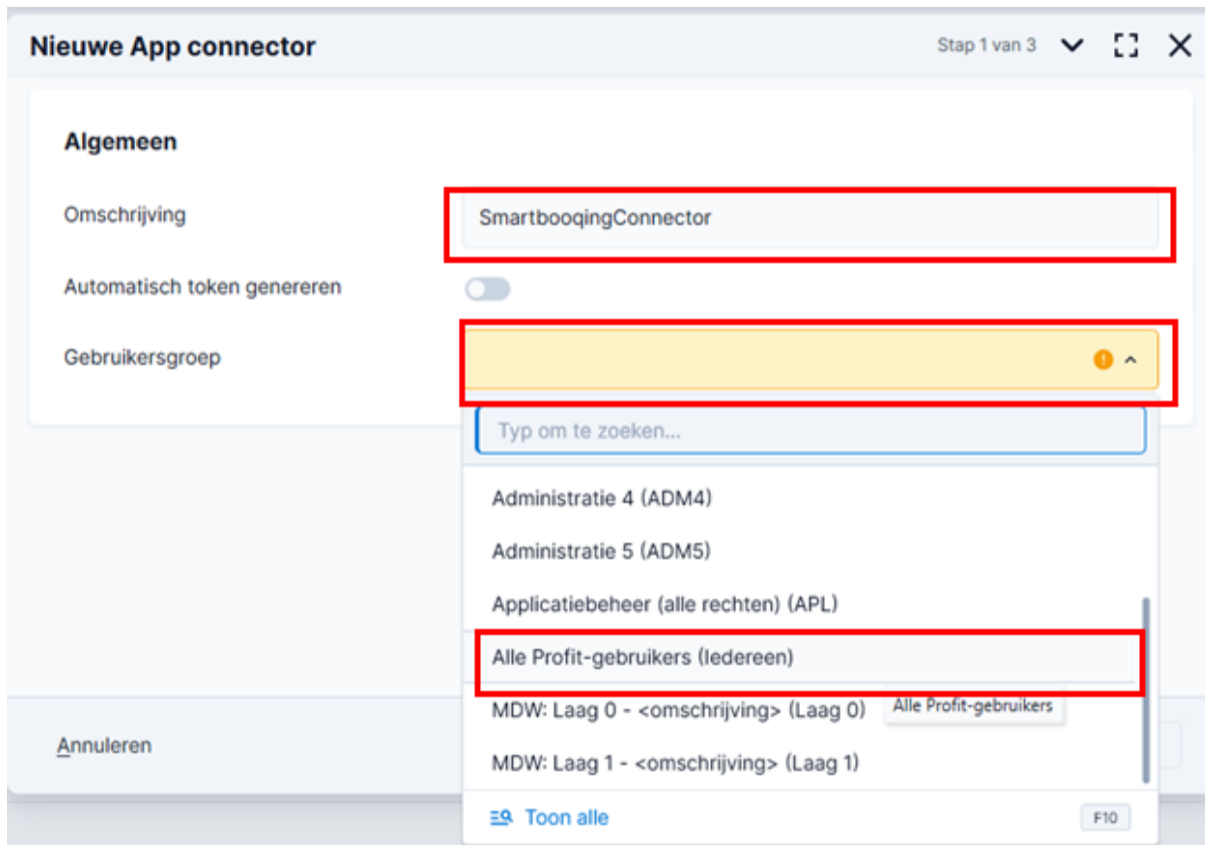 Nieuwe App connector
Stap 1 van 3
Algemeen
Omschrijving
SmartbooqingConnector
Automatisch token genereren
Gebruikersgroep
Typ om te zoeken...
Administratie 4 (ADM4)
Administratie 5 (ADM5)
Applicatiebeheer (alle rechten) (APL)
Alle Profit-gebruikers (Iedereen)
MDW: Laag 0 - <omschrijving> (Laag 0)
Alle Profit-gebruikers
MDW: Laag 1 - <omschrijving> (Laag 1)
Annuleren
Toon alle
F10